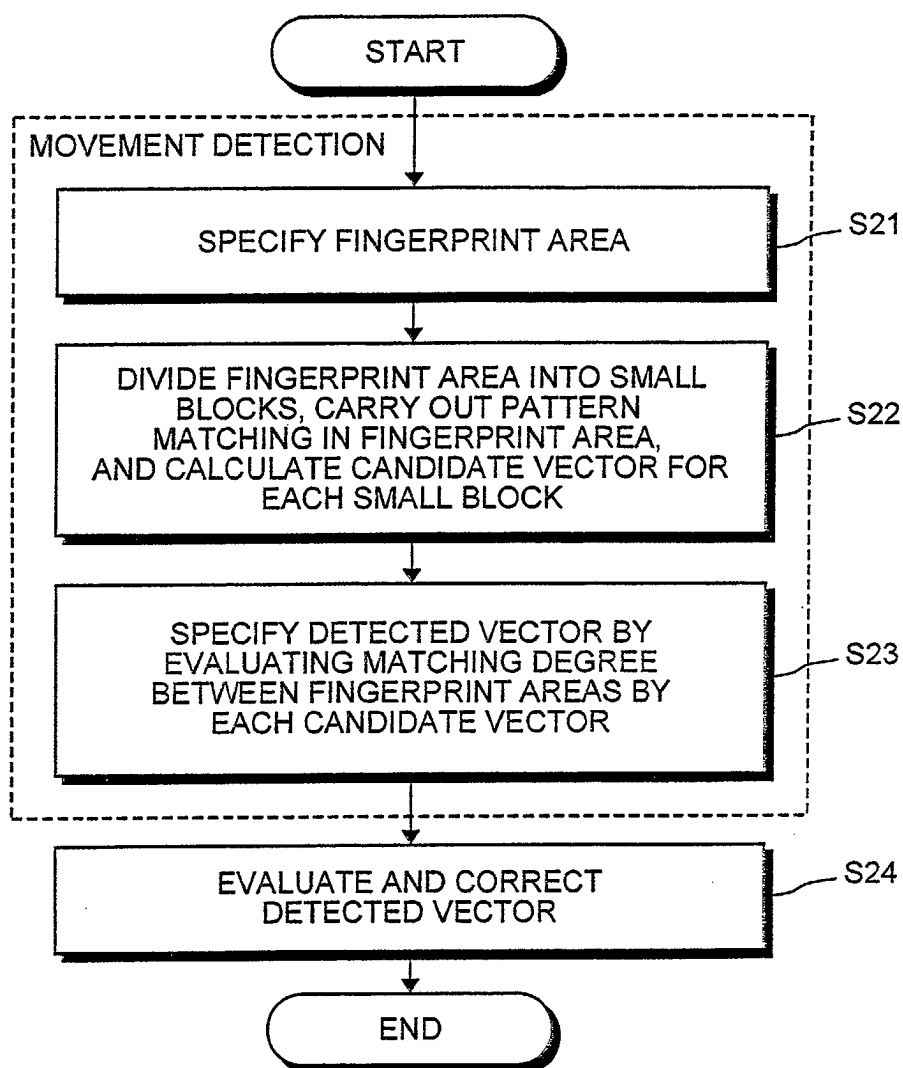 START
MOVEMENT DETECTION
SPECIFY FINGERPRINT AREA
S21
DIVIDE FINGERPRINT AREA INTO SMALL
BLOCKS, CARRY OUT PATTERN
MATCHING IN FINGERPRINT AREA,
AND CALCULATE CANDIDATE VECTOR FOR
EACH SMALL BLOCK
S22
SPECIFY DETECTED VECTOR BY
EVALUATING MATCHING DEGREE
BETWEEN FINGERPRINT AREAS BY
EACH CANDIDATE VECTOR
S23
EVALUATE AND CORRECT
DETECTED VECTOR
S24
END